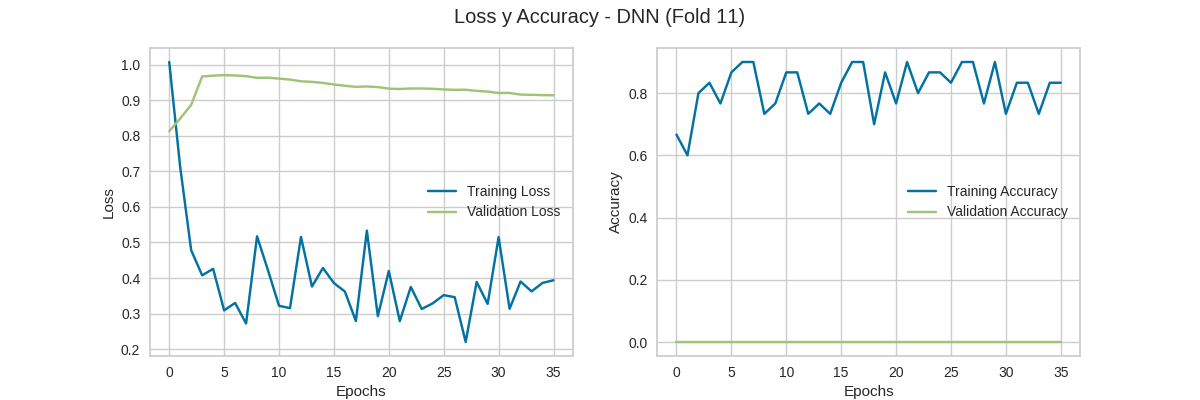 Loss y Accuracy - DNN (Fold 11)
1.0
0.9
0.8
0.7
0.6
0.5
0.4
0.3
0.2
Loss
Training Loss
Validation Loss
0 5 10 15 20 25 30 35
Epochs
0.8
0.6
0.4
0.2
0.0
Accuracy
Training Accuracy
Validation Accuracy
0 5 10 15 20 25 30 35
Epochs